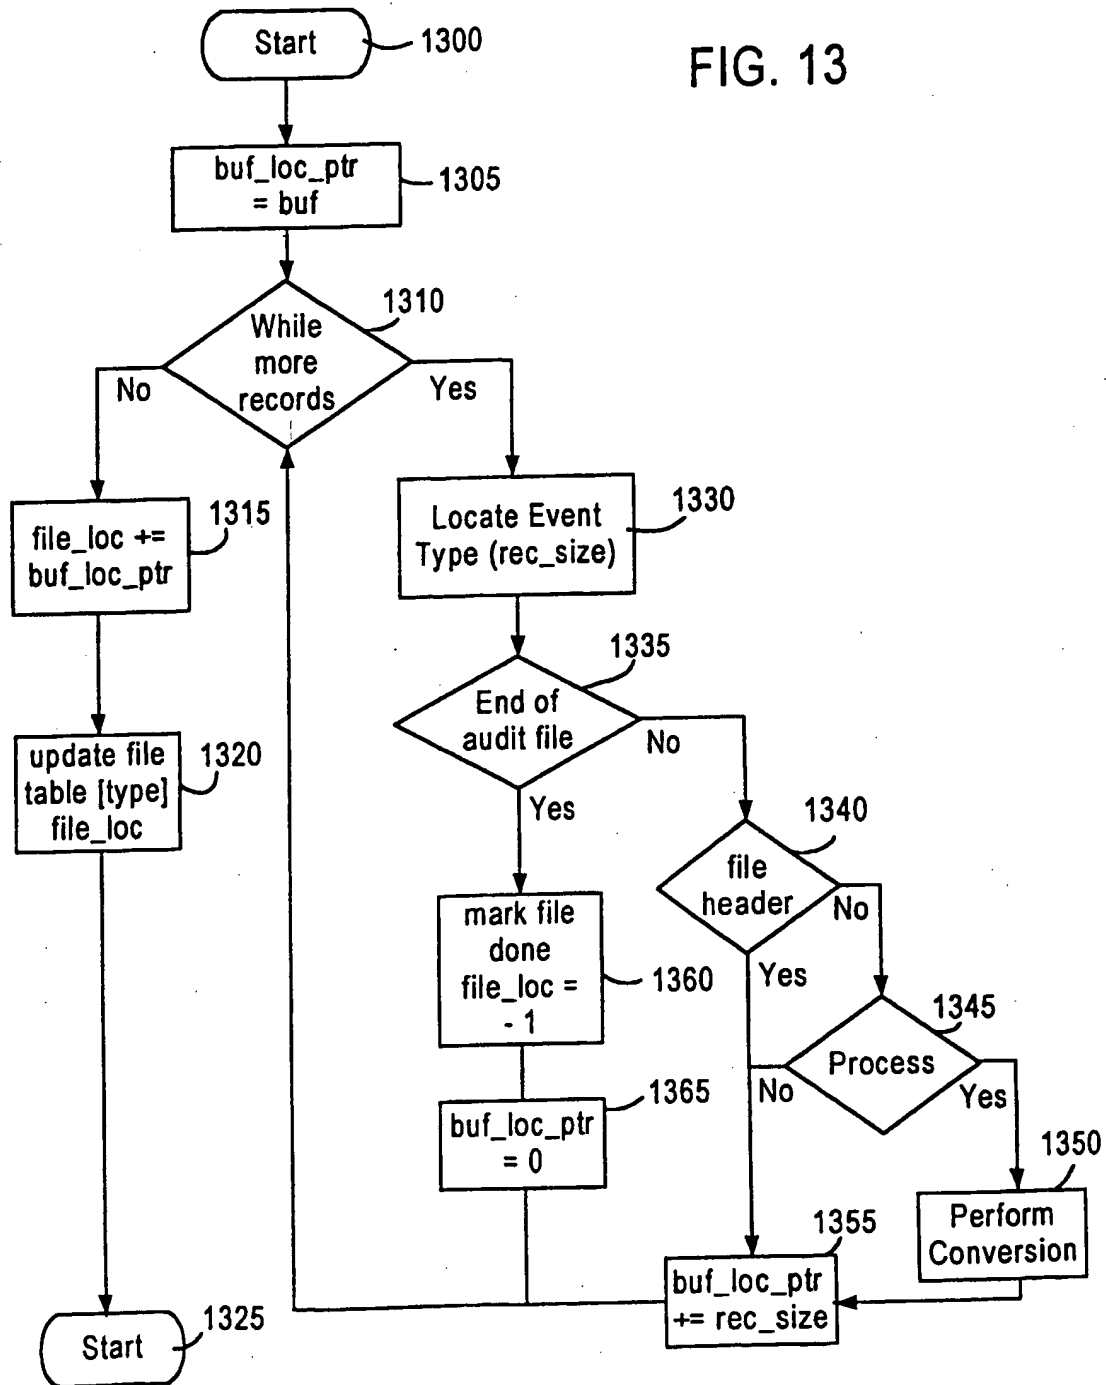 Start
1300
FIG. 13
buf_loc_ptr
= buf
1305
1310
While
more
records
No
Yes
1315
file_loc +=
buf_loc_ptr
1330
Locate Event
Type (rec_size)
1335
End of
audit file
No
Yes
1320
update file
table [type]
file_loc
1340
file
header
No
Yes
mark file
done
file_loc =
- 1
1360
1345
Process
No
Yes
1365
buf_loc_ptr
= 0
1350
Perform
Conversion
1355
buf_loc_ptr
+= rec_size
1325
Start